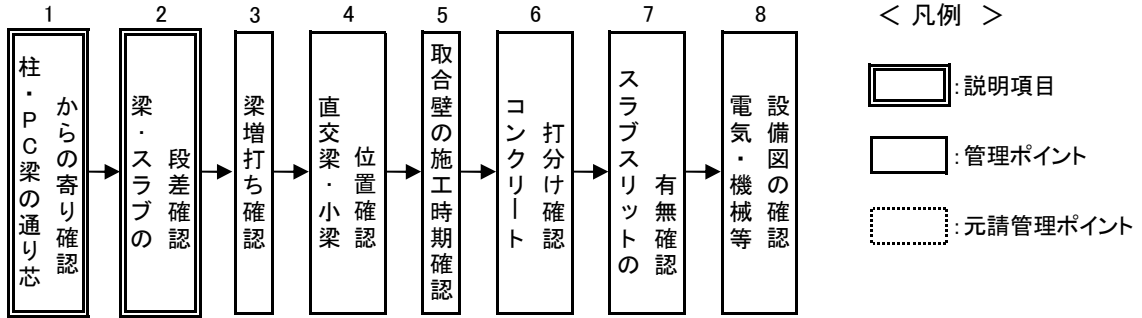 1
柱・PC梁の通り芯
からの寄り確認
2
梁・スラブの
段差確認
3
梁増打ち確認
4
直交梁・小梁
位置確認
5
取合壁の施工時期確認
6
コンクリート
打分け確認
7
スラブスリットの
有無確認
8
電気・機械等
設備図の確認
＜ 凡例 ＞
：説明項目
：管理ポイント
：元請管理ポイント